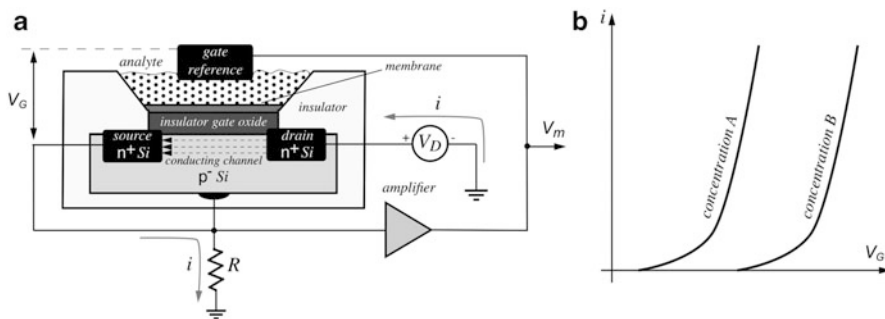 a
gate
reference
analyte
membrane
V_G
insulator
insulator gate oxide
i
source
n⁺Si
drain
n⁺Si
+
V_D
-
V_m
conducting channel
p⁻ Si
amplifier
i
R
b
i
concentration A
concentration B
V_G